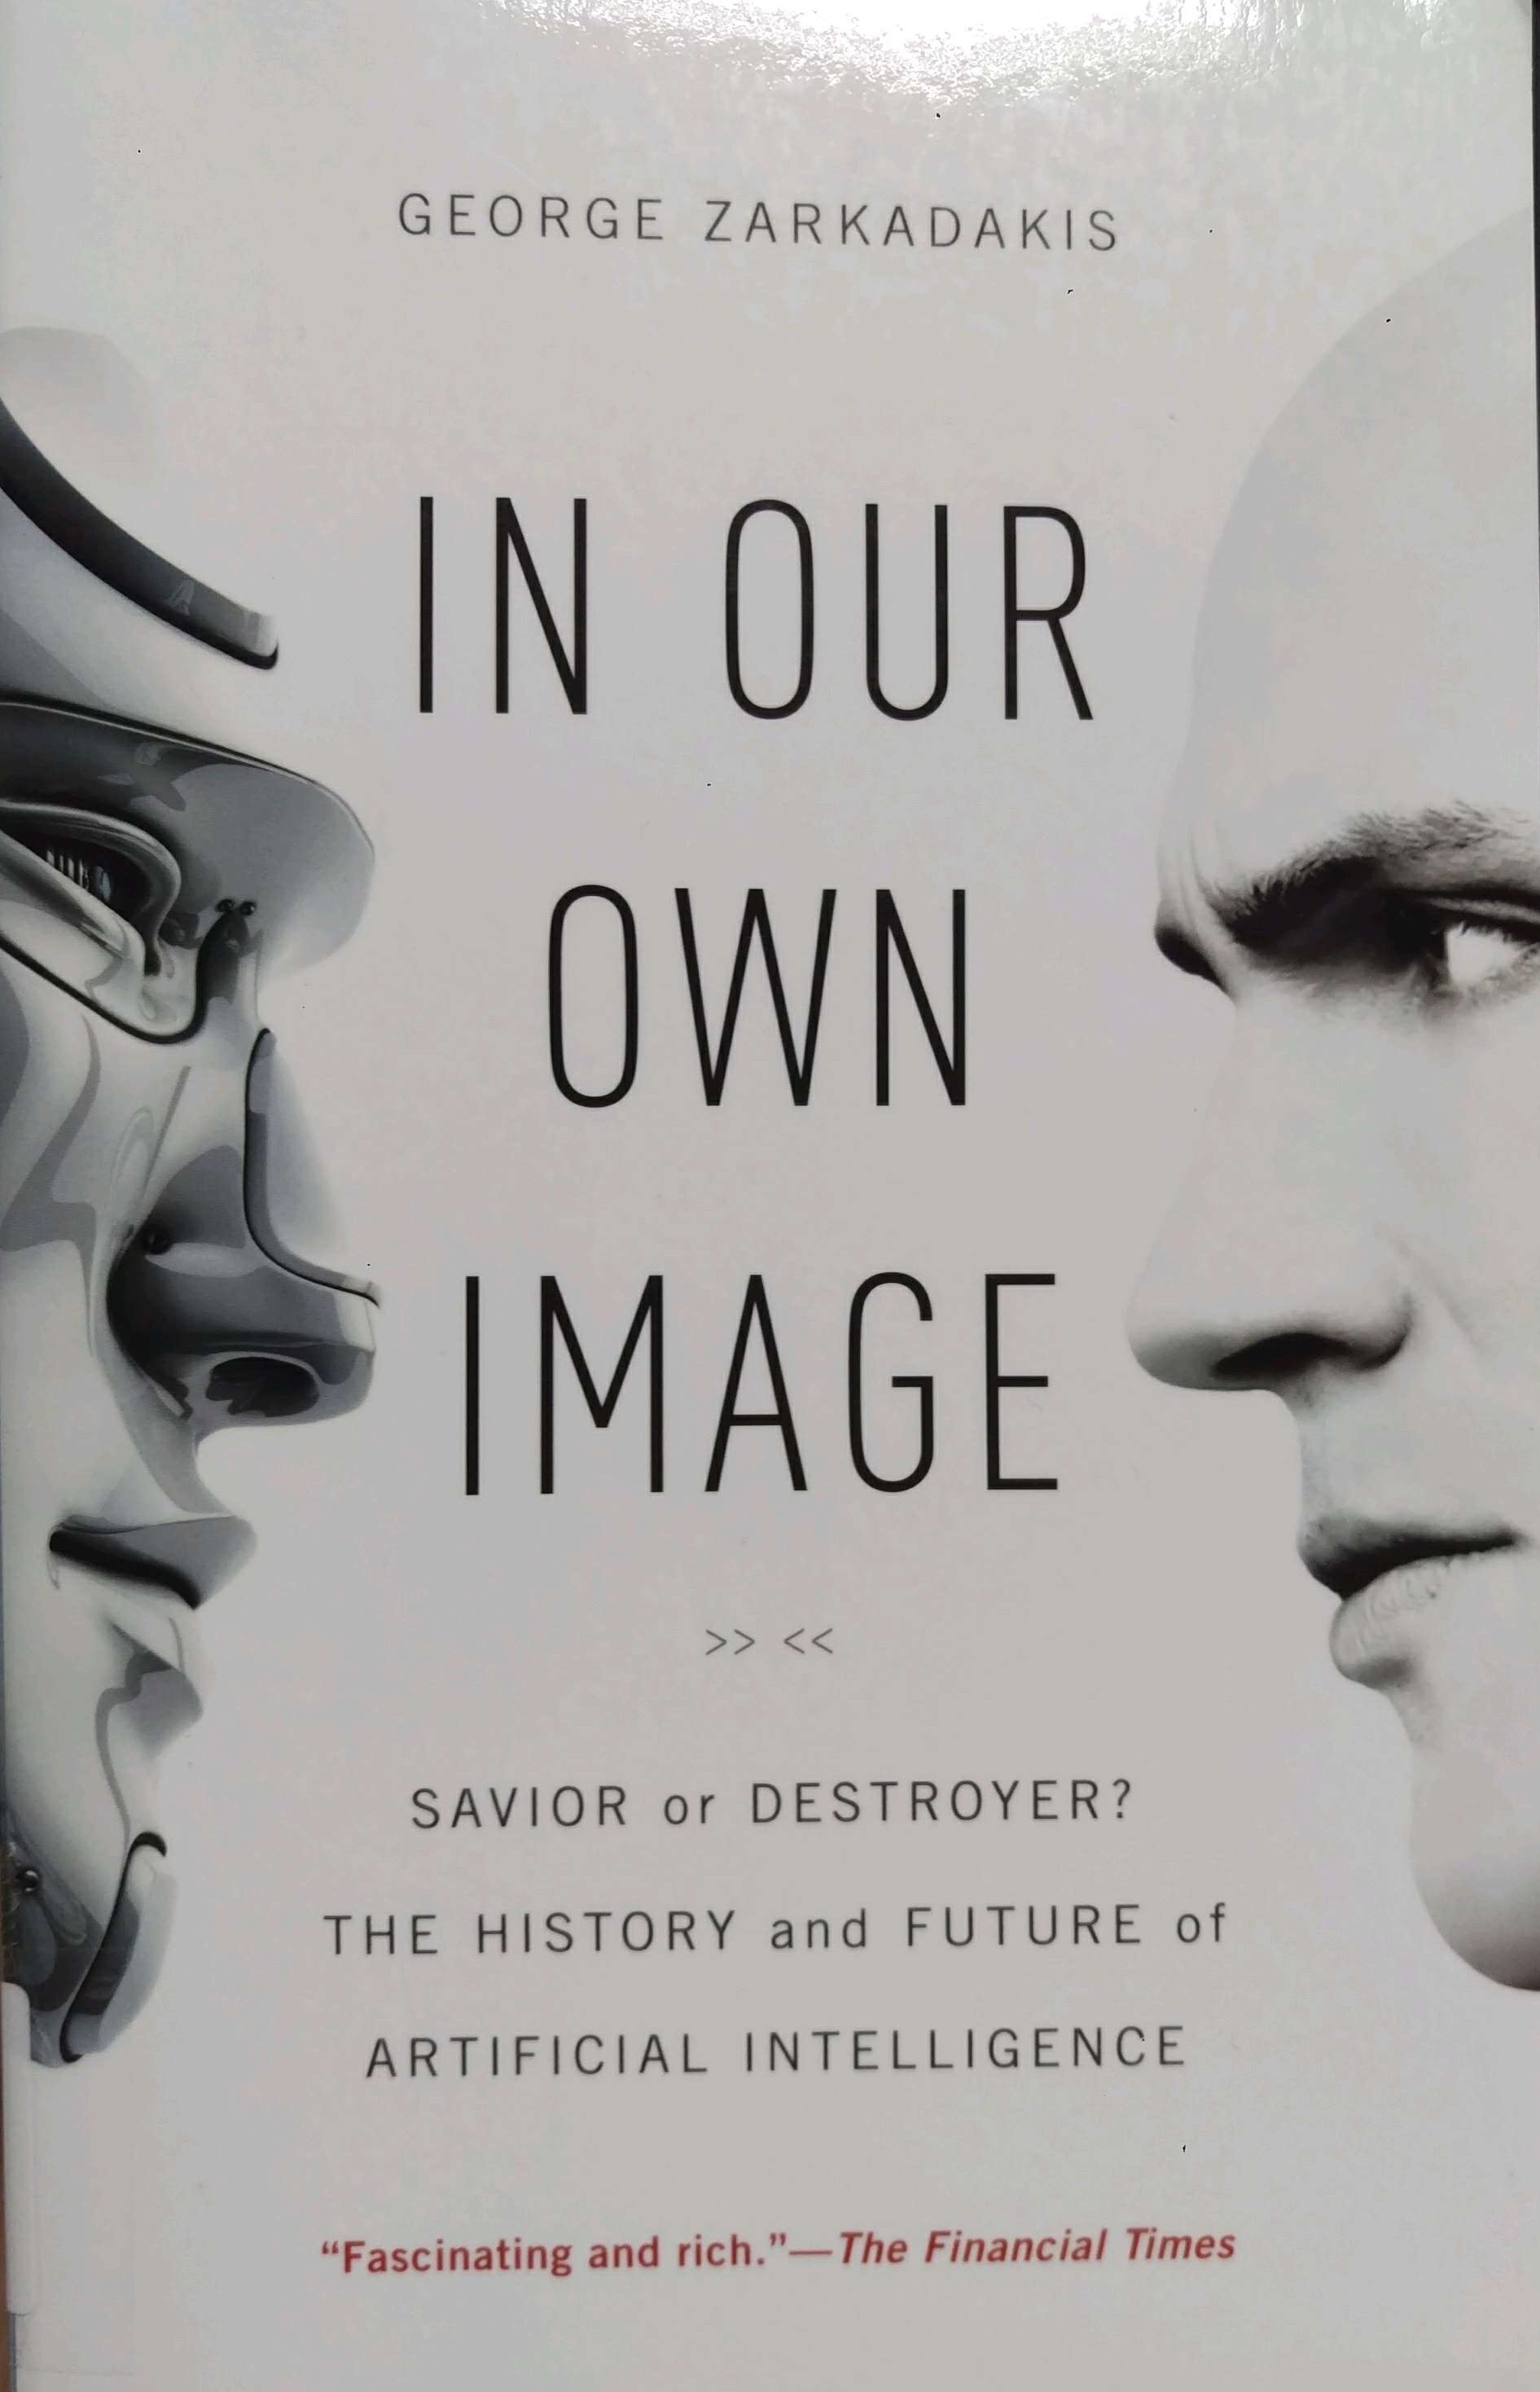 GEORGE ZARKADAKIS
IN OUR
OWN
IMAGE
>> <<
SAVIOR or DESTROYER?
THE HISTORY and FUTURE of
ARTIFICIAL INTELLIGENCE
“Fascinating and rich.”—The Financial Times